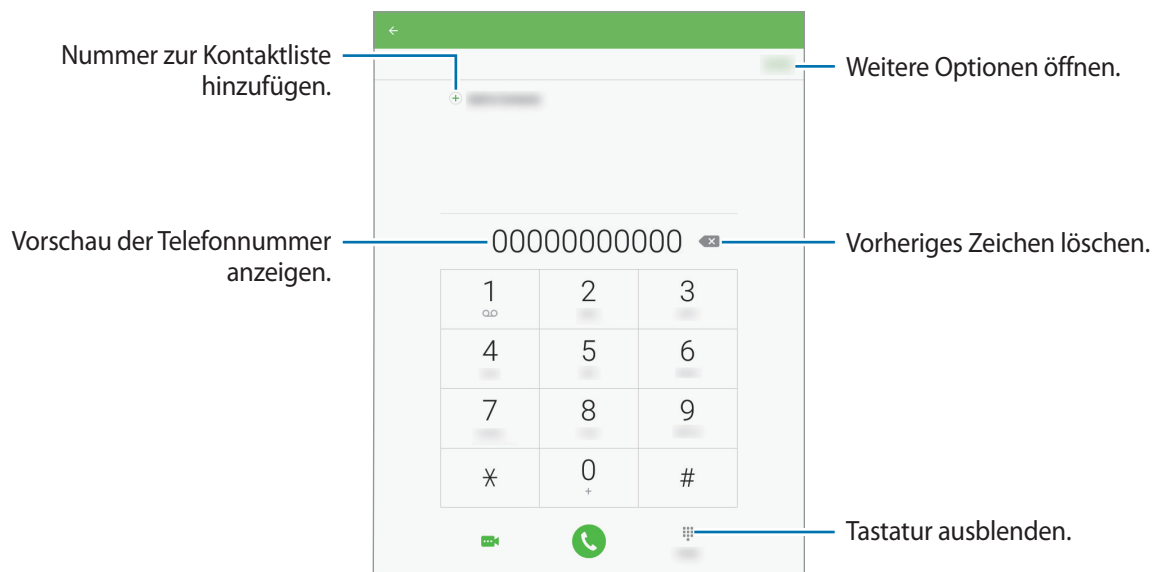 Nummer zur Kontaktliste
hinzufügen.
Weitere Optionen öffnen.
Vorschau der Telefonnummer
anzeigen.
00000000000
Vorheriges Zeichen löschen.
1 2 3
4 5 6
7 8 9
* 0 #
+
Tastatur ausblenden.